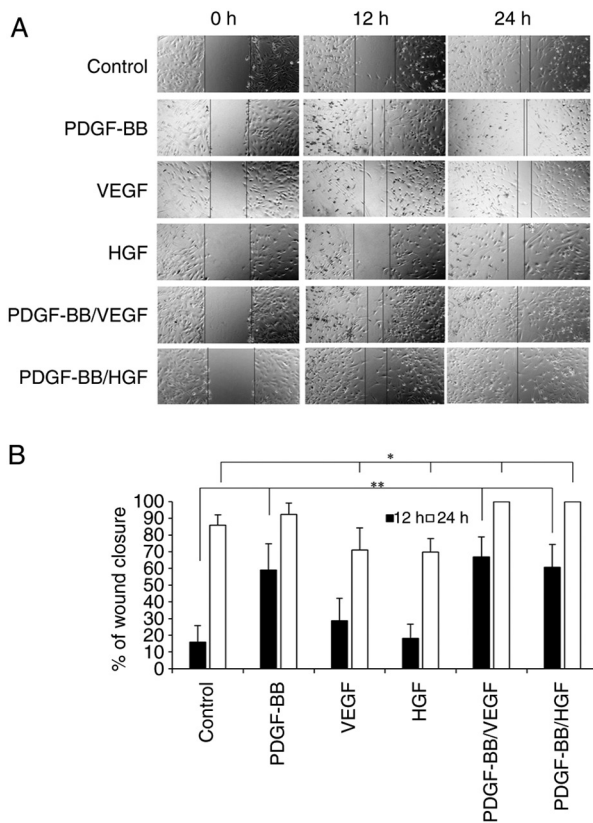 A
0 h 12 h 24 h
Control
PDGF-BB
VEGF
HGF
PDGF-BB/VEGF
PDGF-BB/HGF
B
*
**
% of wound closure
100
90
80
70
60
50
40
30
20
10
0
12 h 24 h
Control
PDGF-BB
VEGF
HGF
PDGF-BB/VEGF
PDGF-BB/HGF